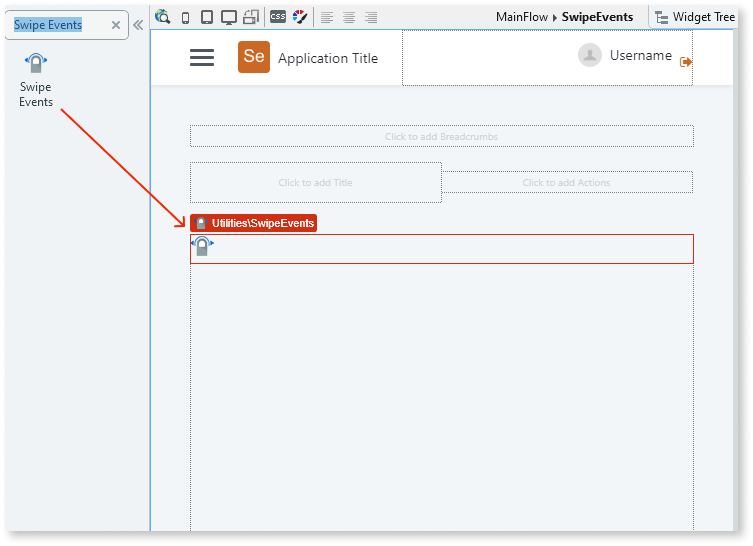 Swipe Events
MainFlow SwipeEvents
Widget Tree
Swipe
Events
CSS
Se
Application Title
Username
Click to add Breadcrumbs
Click to add Title
Click to add Actions
Utilities\SwipeEvents